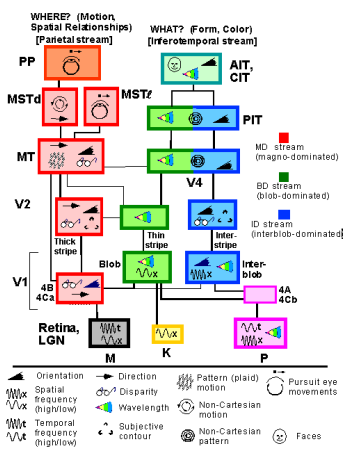 WHERE? (Motion,
Spatial Relationships)
[Parietal stream]
WHAT? (Form, Color)
[Inferotemporal stream]
PP
AIT,
CIT
MSTd
MSTℓ
PIT
MT
V4
MD stream
(magno-dominated)
BD stream
(blob-dominated)
ID stream
(interblob-dominated)
V2
Thick
stripe
Thin
stripe
Inter-
stripe
V1
4B
4Ca
Blob
Inter-
blob
4A
4Cb
Retina,
LGN
t
x
x
x
x
t
t
x
M
K
P
Orientation
Direction
Pattern (plaid)
motion
Pursuit eye
movements
x
x
Spatial
frequency
(high/low)
Disparity
Wavelength
Non-Cartesian
motion
t
t
Temporal
frequency
(high/low)
Subjective
contour
Non-Cartesian
pattern
Faces